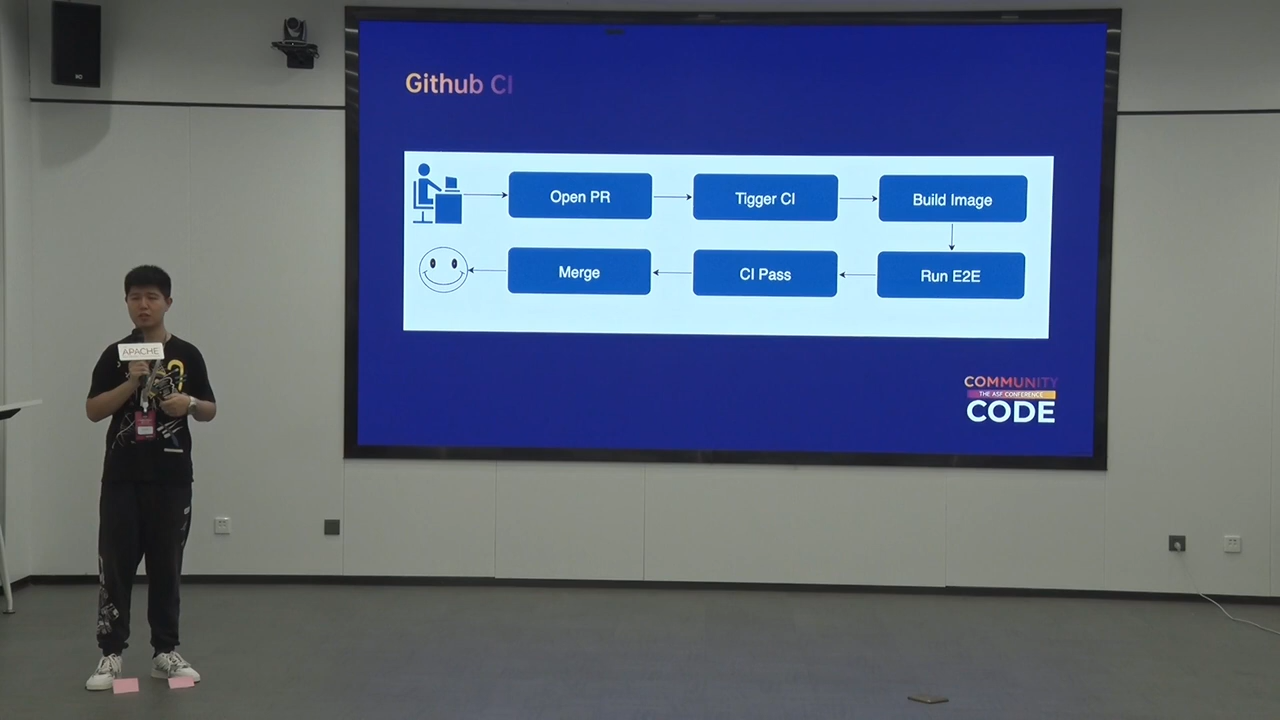 Github CI
Open PR
Tigger CI
Build Image
Merge
CI Pass
Run E2E
APACHE
COMMUNITY
THE ASF CONFERENCE
CODE